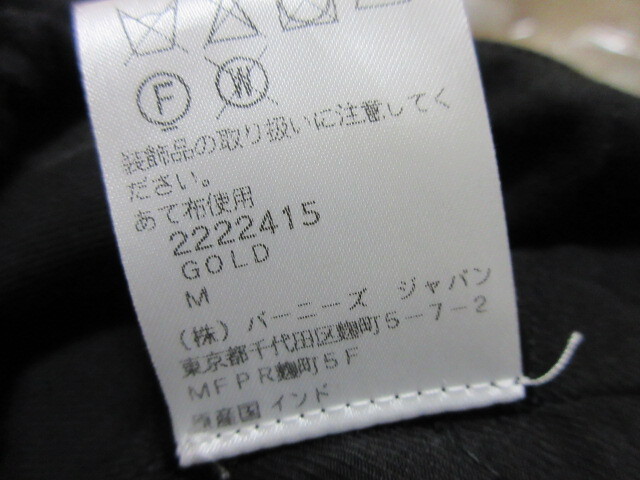 F W
装飾品の取り扱いに注意してく
ださい。
あて布使用
2222415
GOLD
M
(株) バーニーズ ジャパン
東京都千代田区麹町5-7-2
MFPR麹町5F
原産国 インド